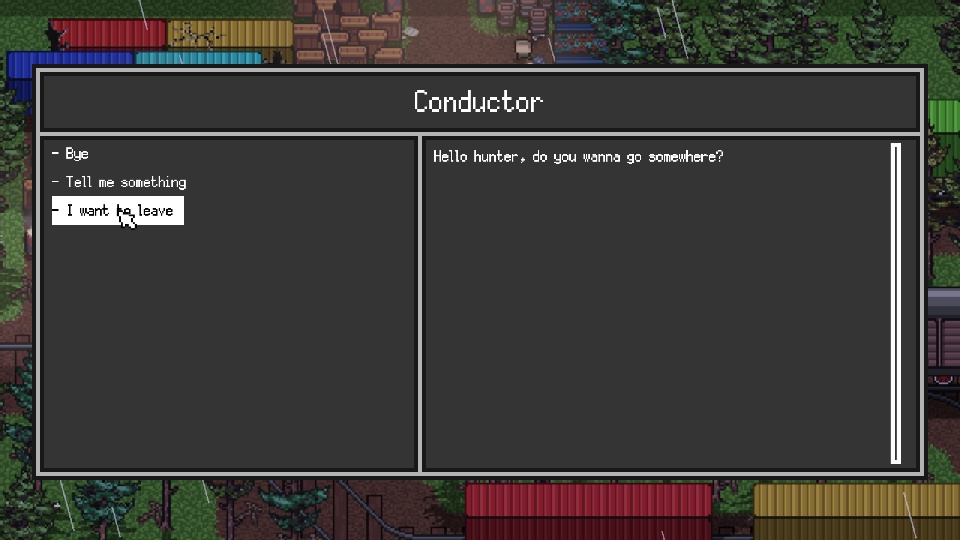 Conductor
- Bye
- Tell me something
- I want to leave
Hello hunter, do you wanna go somewhere?